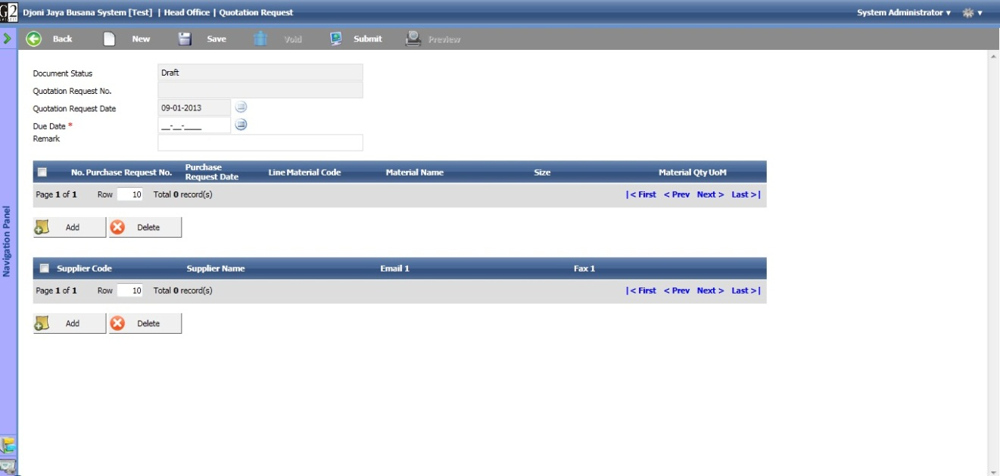 G2 Djoni Jaya Busana System [Test] | Head Office | Quotation Request System Administrator
Back New Save Void Submit Preview
Document Status Draft
Quotation Request No.
Quotation Request Date 09-01-2013
Due Date * __-__-____
Remark
No. Purchase Request No. Purchase Request Date Line Material Code Material Name Size Material Qty UoM
Page 1 of 1 Row 10 Total 0 record(s) |< First < Prev Next > Last >|
Add Delete
Supplier Code Supplier Name Email 1 Fax 1
Page 1 of 1 Row 10 Total 0 record(s) |< First < Prev Next > Last >|
Add Delete
Navigation Panel